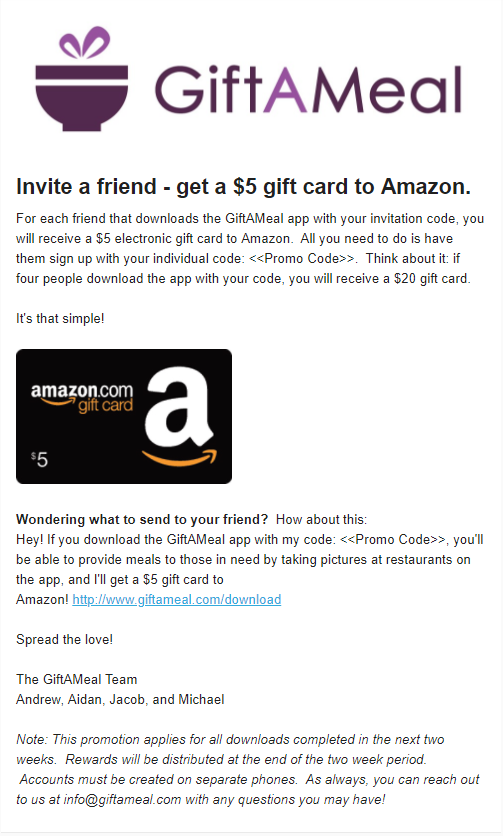 GiftAMeal
Invite a friend - get a $5 gift card to Amazon.
For each friend that downloads the GiftAMeal app with your invitation code, you
will receive a $5 electronic gift card to Amazon.  All you need to do is have
them sign up with your individual code: <<Promo Code>>.  Think about it: if
four people download the app with your code, you will receive a $20 gift card.
It's that simple!
amazon.com
gift card
a
$5
Wondering what to send to your friend?  How about this:
Hey! If you download the GiftAMeal app with my code: <<Promo Code>>, you'll
be able to provide meals to those in need by taking pictures at restaurants on
the app, and I'll get a $5 gift card to
Amazon! http://www.giftameal.com/download
Spread the love!
The GiftAMeal Team
Andrew, Aidan, Jacob, and Michael
Note: This promotion applies for all downloads completed in the next two
weeks.  Rewards will be distributed at the end of the two week period.
Accounts must be created on separate phones.  As always, you can reach out
to us at info@giftameal.com with any questions you may have!